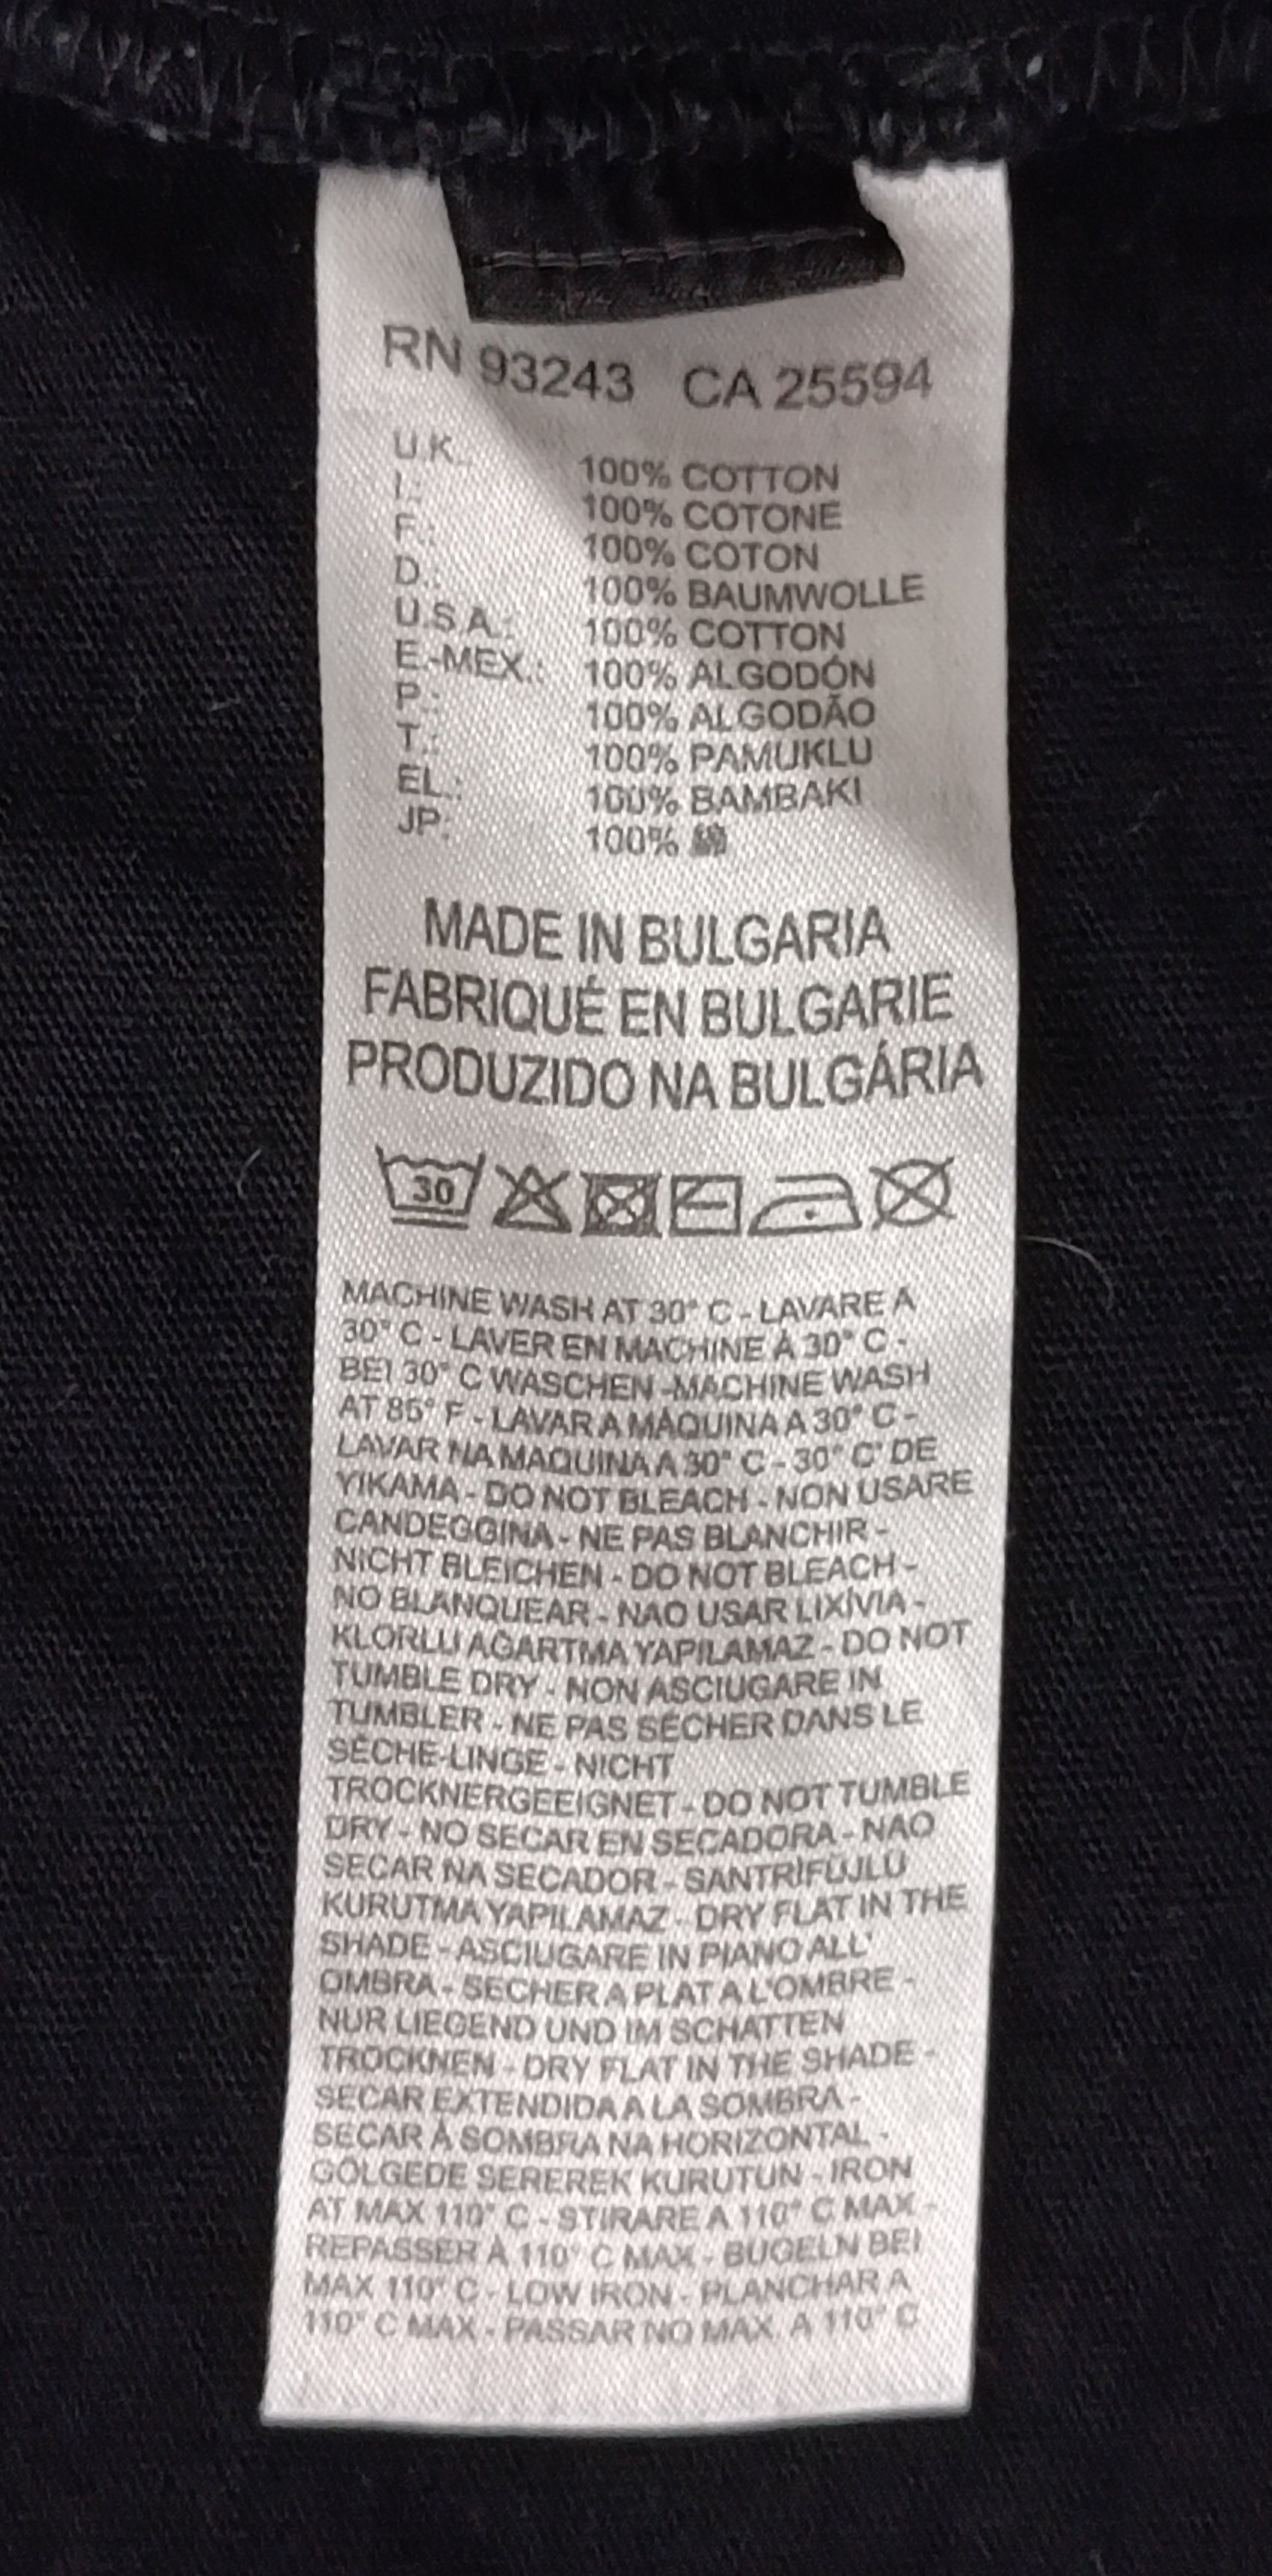 RN 93243 CA 25594
U.K.: 100% COTTON
I.: 100% COTONE
F.: 100% COTON
D.: 100% BAUMWOLLE
U.S.A.: 100% COTTON
E.-MEX.: 100% ALGODÓN
P.: 100% ALGODÃO
T.: 100% PAMUKLU
EL.: 100% BAMBAKI
JP: 100% 綿
MADE IN BULGARIA
FABRIQUÉ EN BULGARIE
PRODUZIDO NA BULGÁRIA
30
MACHINE WASH AT 30° C - LAVARE A
30° C - LAVER EN MACHINE À 30° C -
BEI 30° C WASCHEN -MACHINE WASH
AT 85° F - LAVAR A MÁQUINA A 30° C -
LAVAR NA MAQUINA A 30° C - 30° C' DE
YIKAMA - DO NOT BLEACH - NON USARE
CANDEGGINA - NE PAS BLANCHIR -
NICHT BLEICHEN - DO NOT BLEACH -
NO BLANQUEAR - NAO USAR LIXÍVIA -
KLORLU AĞARTMA YAPILAMAZ - DO NOT
TUMBLE DRY - NON ASCIUGARE IN
TUMBLER - NE PAS SÉCHER DANS LE
SÈCHE-LINGE - NICHT
TROCKNERGEEIGNET - DO NOT TUMBLE
DRY - NO SECAR EN SECADORA - NAO
SECAR NA SECADOR - SANTRİFÜJLÜ
KURUTMA YAPILAMAZ - DRY FLAT IN THE
SHADE - ASCIUGARE IN PIANO ALL'
OMBRA - SÉCHER A PLAT A L'OMBRE -
NUR LIEGEND UND IM SCHATTEN
TROCKNEN - DRY FLAT IN THE SHADE -
SECAR EXTENDIDA A LA SOMBRA -
SECAR À SOMBRA NA HORIZONTAL -
GÖLGEDE SEREREK KURUTUN - IRON
AT MAX 110° C - STIRARE A 110° C MAX -
REPASSER À 110° C MAX - BUGELN BEI
MAX 110° C - LOW IRON - PLANCHAR A
110° C MAX - PASSAR NO MAX. A 110° C